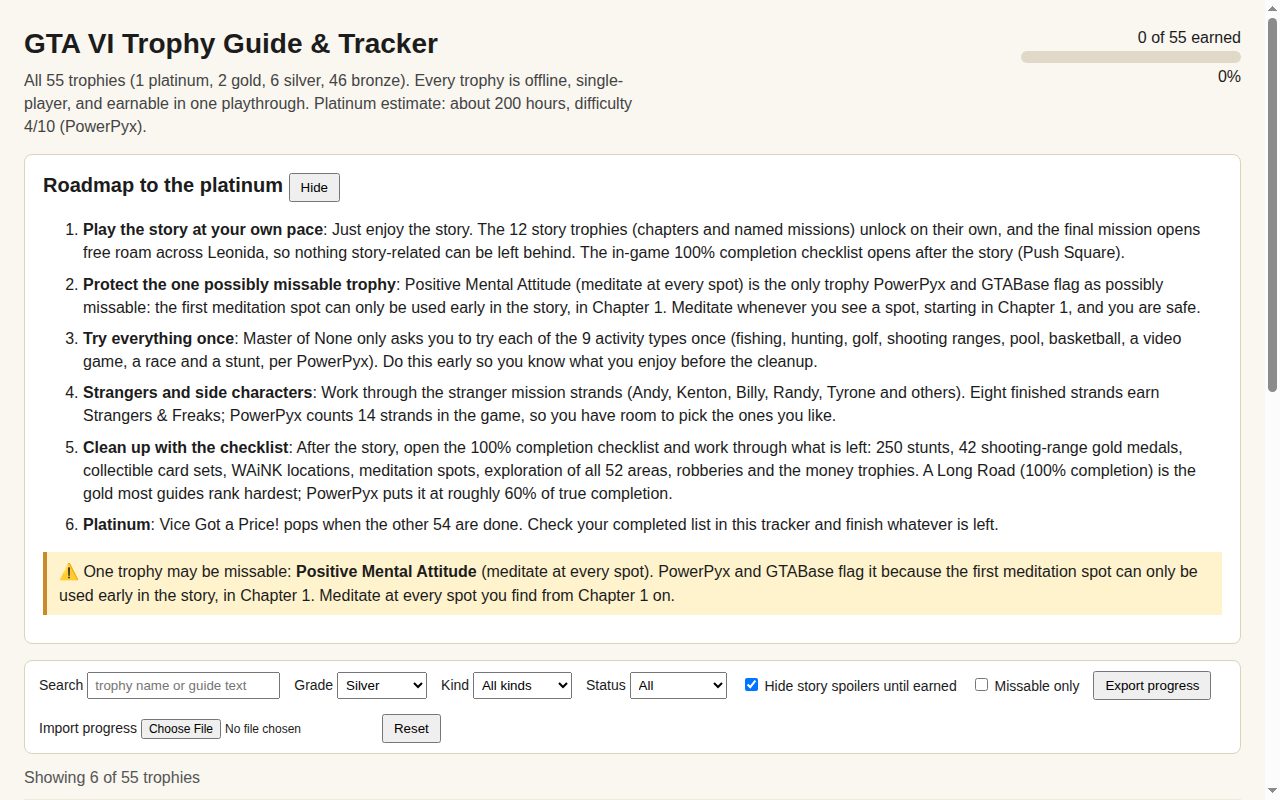 GTA VI Trophy Guide & Tracker
0 of 55 earned
All 55 trophies (1 platinum, 2 gold, 6 silver, 46 bronze). Every trophy is offline, single-
player, and earnable in one playthrough. Platinum estimate: about 200 hours, difficulty
4/10 (PowerPyx).
0%
Roadmap to the platinum Hide
1. Play the story at your own pace: Just enjoy the story. The 12 story trophies (chapters and named missions) unlock on their own, and the final mission opens
free roam across Leonida, so nothing story-related can be left behind. The in-game 100% completion checklist opens after the story (Push Square).
2. Protect the one possibly missable trophy: Positive Mental Attitude (meditate at every spot) is the only trophy PowerPyx and GTABase flag as possibly
missable: the first meditation spot can only be used early in the story, in Chapter 1. Meditate whenever you see a spot, starting in Chapter 1, and you are safe.
3. Try everything once: Master of None only asks you to try each of the 9 activity types once (fishing, hunting, golf, shooting ranges, pool, basketball, a video
game, a race and a stunt, per PowerPyx). Do this early so you know what you enjoy before the cleanup.
4. Strangers and side characters: Work through the stranger mission strands (Andy, Kenton, Billy, Randy, Tyrone and others). Eight finished strands earn
Strangers & Freaks; PowerPyx counts 14 strands in the game, so you have room to pick the ones you like.
5. Clean up with the checklist: After the story, open the 100% completion checklist and work through what is left: 250 stunts, 42 shooting-range gold medals,
collectible card sets, WAiNK locations, meditation spots, exploration of all 52 areas, robberies and the money trophies. A Long Road (100% completion) is the
gold most guides rank hardest; PowerPyx puts it at roughly 60% of true completion.
6. Platinum: Vice Got a Price! pops when the other 54 are done. Check your completed list in this tracker and finish whatever is left.
⚠️ One trophy may be missable: Positive Mental Attitude (meditate at every spot). PowerPyx and GTABase flag it because the first meditation spot can only be
used early in the story, in Chapter 1. Meditate at every spot you find from Chapter 1 on.
Search trophy name or guide text Grade Silver Kind All kinds Status All Hide story spoilers until earned Missable only Export progress
Import progress Choose File No file chosen Reset
Showing 6 of 55 trophies